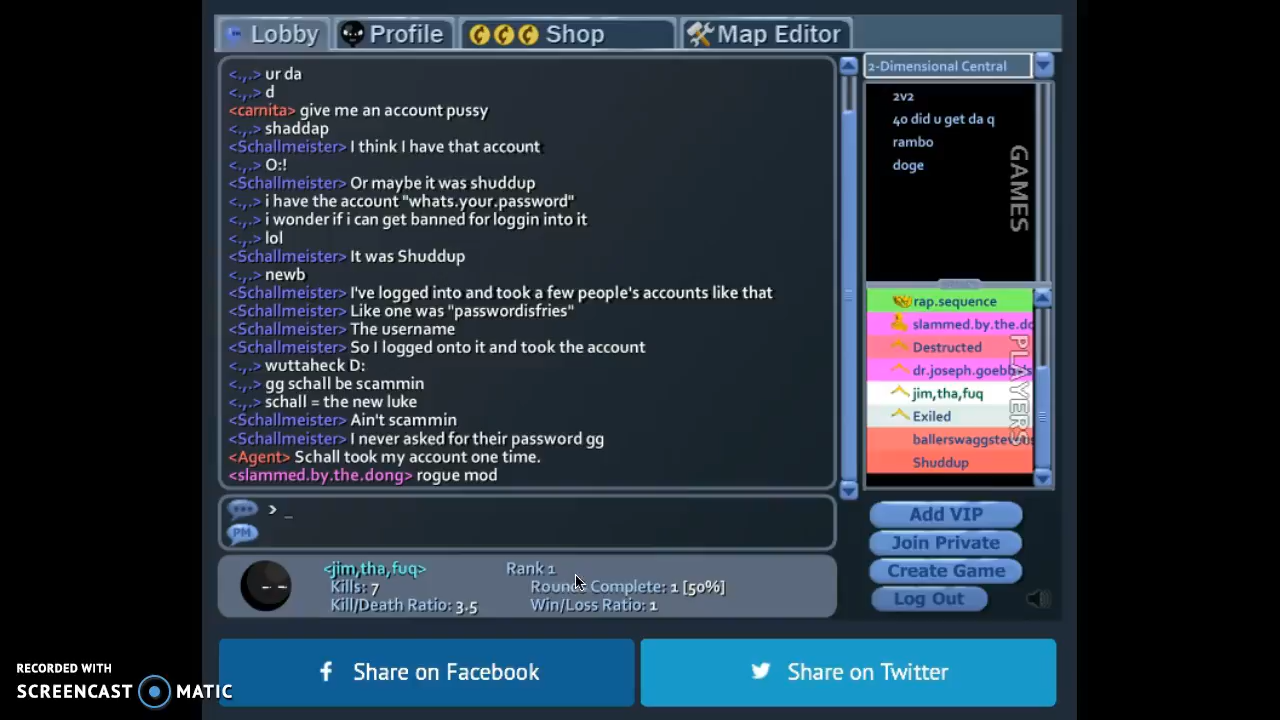 Lobby
Profile
Shop
Map Editor
<.,.> ur da
<.,.> d
<carnita> give me an account pussy
<.,.> shaddap
<Schallmeister> I think I have that account
<.,.> O:!
<Schallmeister> Or maybe it was shuddup
<.,.> i have the account "whats.your.password"
<.,.> i wonder if i can get banned for loggin into it
<.,.> lol
<Schallmeister> It was Shuddup
<.,.> newb
<Schallmeister> I've logged into and took a few people's accounts like that
<Schallmeister> Like one was "passwordisfries"
<Schallmeister> The username
<Schallmeister> So I logged onto it and took the account
<.,.> wuttaheck D:
<.,.> gg schall be scammin
<.,.> schall = the new luke
<Schallmeister> Ain't scammin
<Schallmeister> I never asked for their password gg
<Agent> Schall took my account one time.
<slammed.by.the.dong> rogue mod
2-Dimensional Central
2v2
40 did u get da q
rambo
doge
GAMES
rap.sequence
slammed.by.the.do
Destructed
dr.joseph.goebbels
jim,tha,fuq
Exiled
ballerswaggstevous
Shuddup
PLAYERS
PM
> _
<jim,tha,fuq>
Rank 1
Kills: 7
Rounds Complete: 1 [50%]
Kill/Death Ratio: 3.5
Win/Loss Ratio: 1
Add VIP
Join Private
Create Game
Log Out
Share on Facebook
Share on Twitter
RECORDED WITH
SCREENCAST MATIC